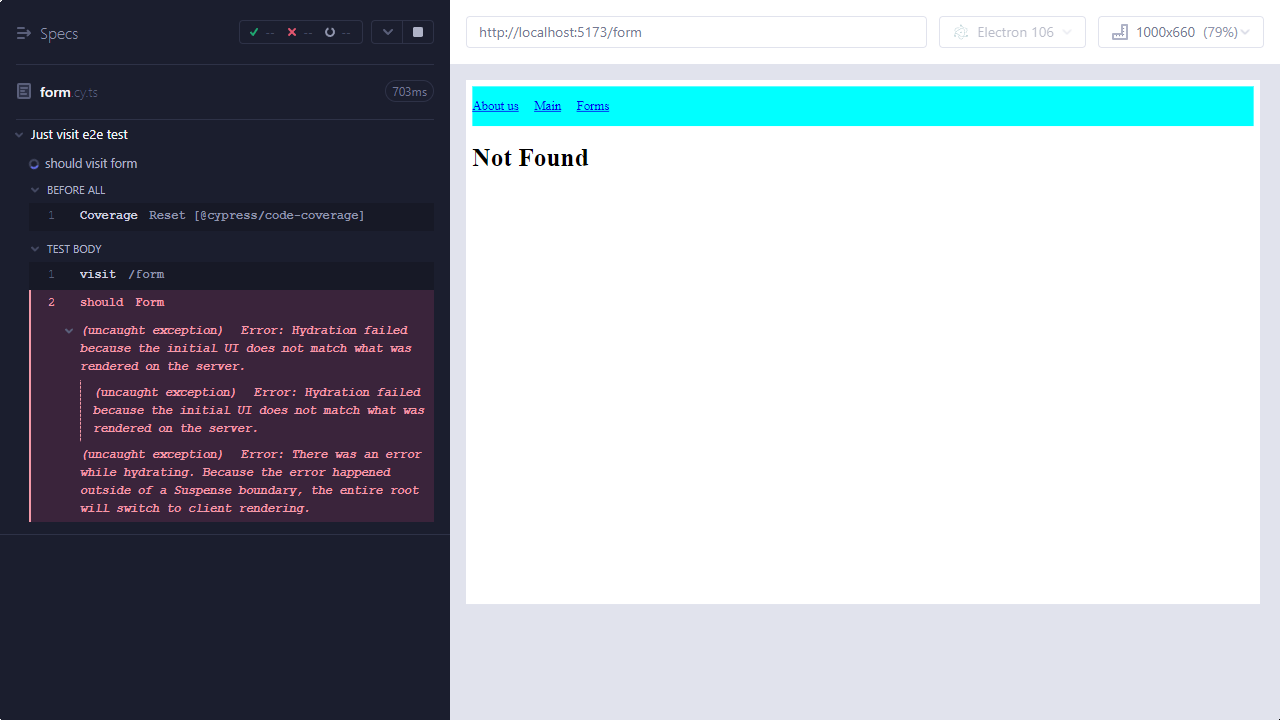 Specs
-- -- --
form.cy.ts 703ms
Just visit e2e test
should visit form
BEFORE ALL
1 Coverage Reset [@cypress/code-coverage]
TEST BODY
1 visit /form
2 should Form
(uncaught exception) Error: Hydration failed
because the initial UI does not match what was
rendered on the server.
(uncaught exception) Error: Hydration failed
because the initial UI does not match what was
rendered on the server.
(uncaught exception) Error: There was an error
while hydrating. Because the error happened
outside of a Suspense boundary, the entire root
will switch to client rendering.
http://localhost:5173/form Electron 106 1000x660 (79%)
About us Main Forms
Not Found